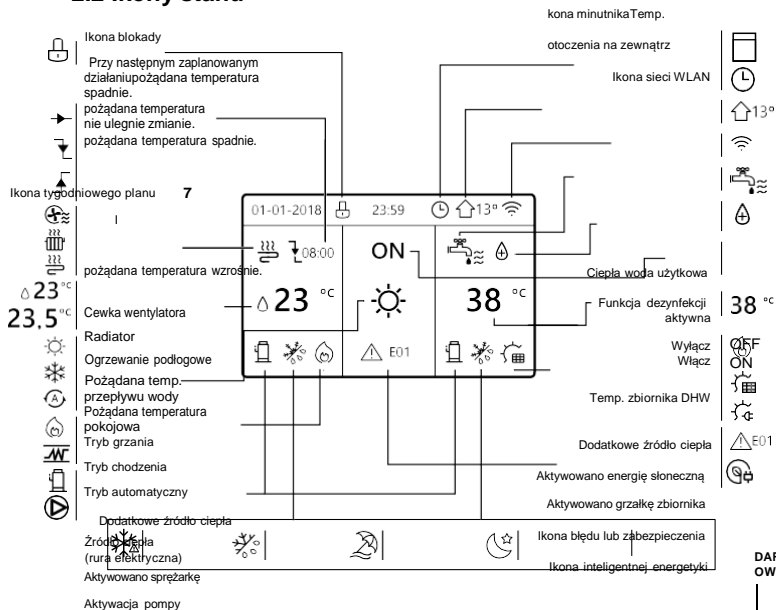 2.2 Ikony stanu
kona minutnikaTemp.
otoczenia na zewnątrz
Ikona sieci WLAN
Ikona blokady
Przy następnym zaplanowanym
działaniupożądana temperatura
spadnie.
pożądana temperatura
nie ulegnie zmianie.
pożądana temperatura spadnie.
Ikona tygodniowego planu 7
pożądana temperatura wzrośnie.
Cewka wentylatora
Radiator
Ogrzewanie podłogowe
Pożądana temp.
przepływu wody
Pożądana temperatura
pokojowa
Tryb grzania
Tryb chodzenia
Tryb automatyczny
Dodatkowe źródło ciepła
Źródło ciepła
(rura elektryczna)
Aktywowano sprężarkę
Aktywacja pompy
23°c
23.5°c
01-01-2018 23:59 13°
08:00 ON
23 °c 38 °c
E01
13°
Ciepła woda użytkowa
Funkcja dezynfekcji
aktywna
38 °c
Wyłącz OFF
Włącz ON
Temp. zbiornika DHW
Dodatkowe źródło ciepła
E01
Aktywowano energię słoneczną
Aktywowano grzałkę zbiornika
Ikona błędu lub zabezpieczenia
Ikona inteligentnej energetyki